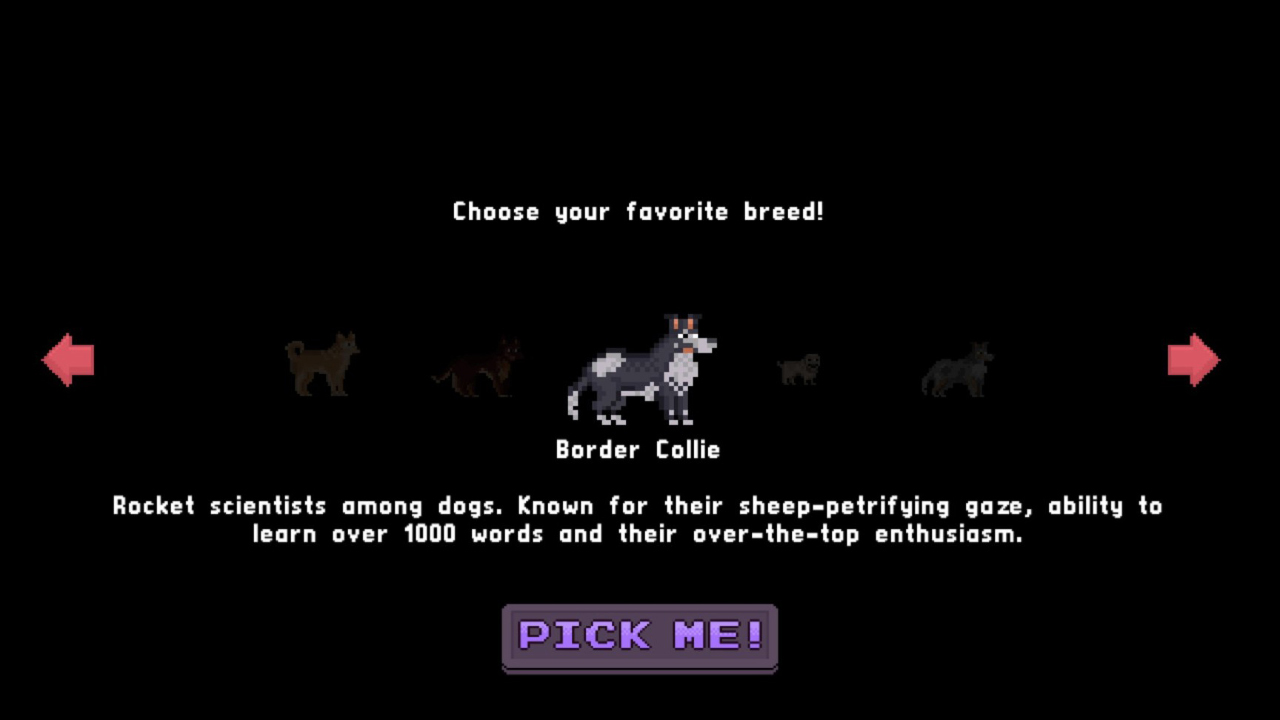 Choose your favorite breed!
Border Collie
Rocket scientists among dogs. Known for their sheep-petrifying gaze, ability to
learn over 1000 words and their over-the-top enthusiasm.
PICK ME!